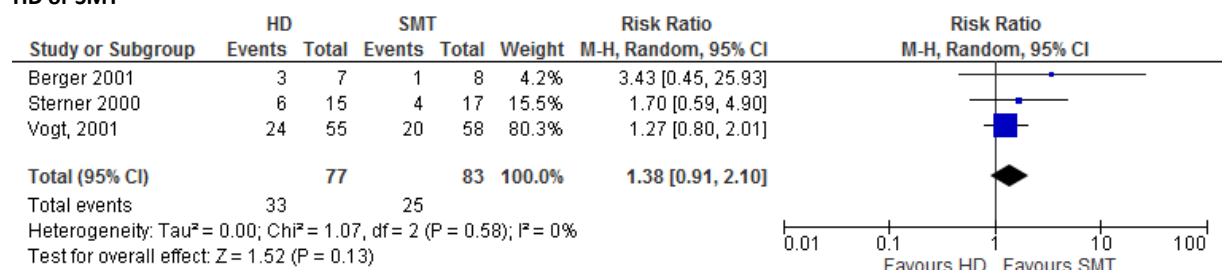 HD or SMT
HD SMT Risk Ratio Risk Ratio
Study or Subgroup Events Total Events Total Weight M-H, Random, 95% CI M-H, Random, 95% CI
Berger 2001 3 7 1 8 4.2% 3.43 [0.45, 25.93]
Sterner 2000 6 15 4 17 15.5% 1.70 [0.59, 4.90]
Vogt, 2001 24 55 20 58 80.3% 1.27 [0.80, 2.01]
Total (95% CI) 77 83 100.0% 1.38 [0.91, 2.10]
Total events 33 25
Heterogeneity: Tau² = 0.00; Chi² = 1.07, df = 2 (P = 0.58); I² = 0%
Test for overall effect: Z = 1.52 (P = 0.13)
0.01 0.1 1 10 100
Favours HD Favours SMT